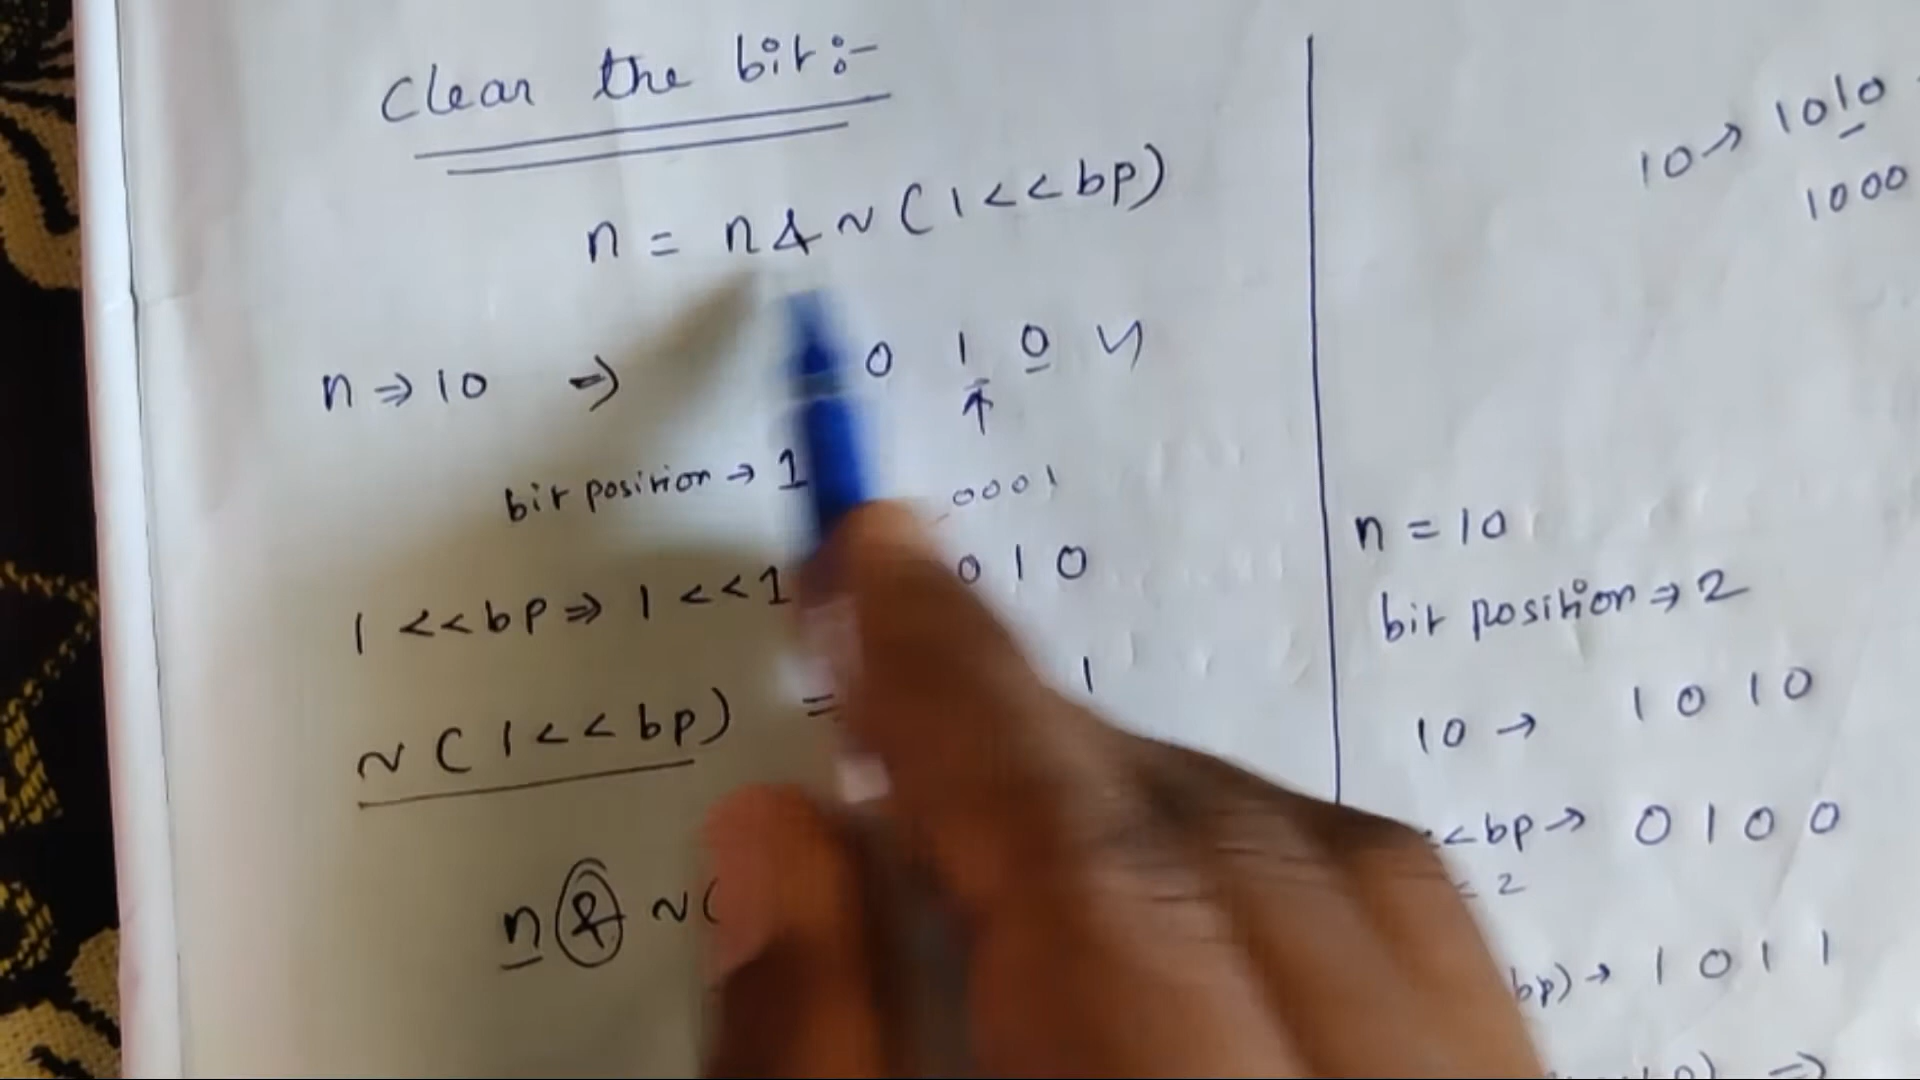 Clear the bit:-
n = n & ~ (1 << bp)
n ⇒ 10 ⇒ 0 1 0
bit position → 1
0001
1 << bp ⇒ 1 << 1 0 1 0
~ (1 << bp) = 1
n & ~ (
10 → 1010
1000
n = 10
bit position → 2
10 → 1 0 1 0
< bp → 0 1 0 0
< 2
bp) → 1 0 1 1